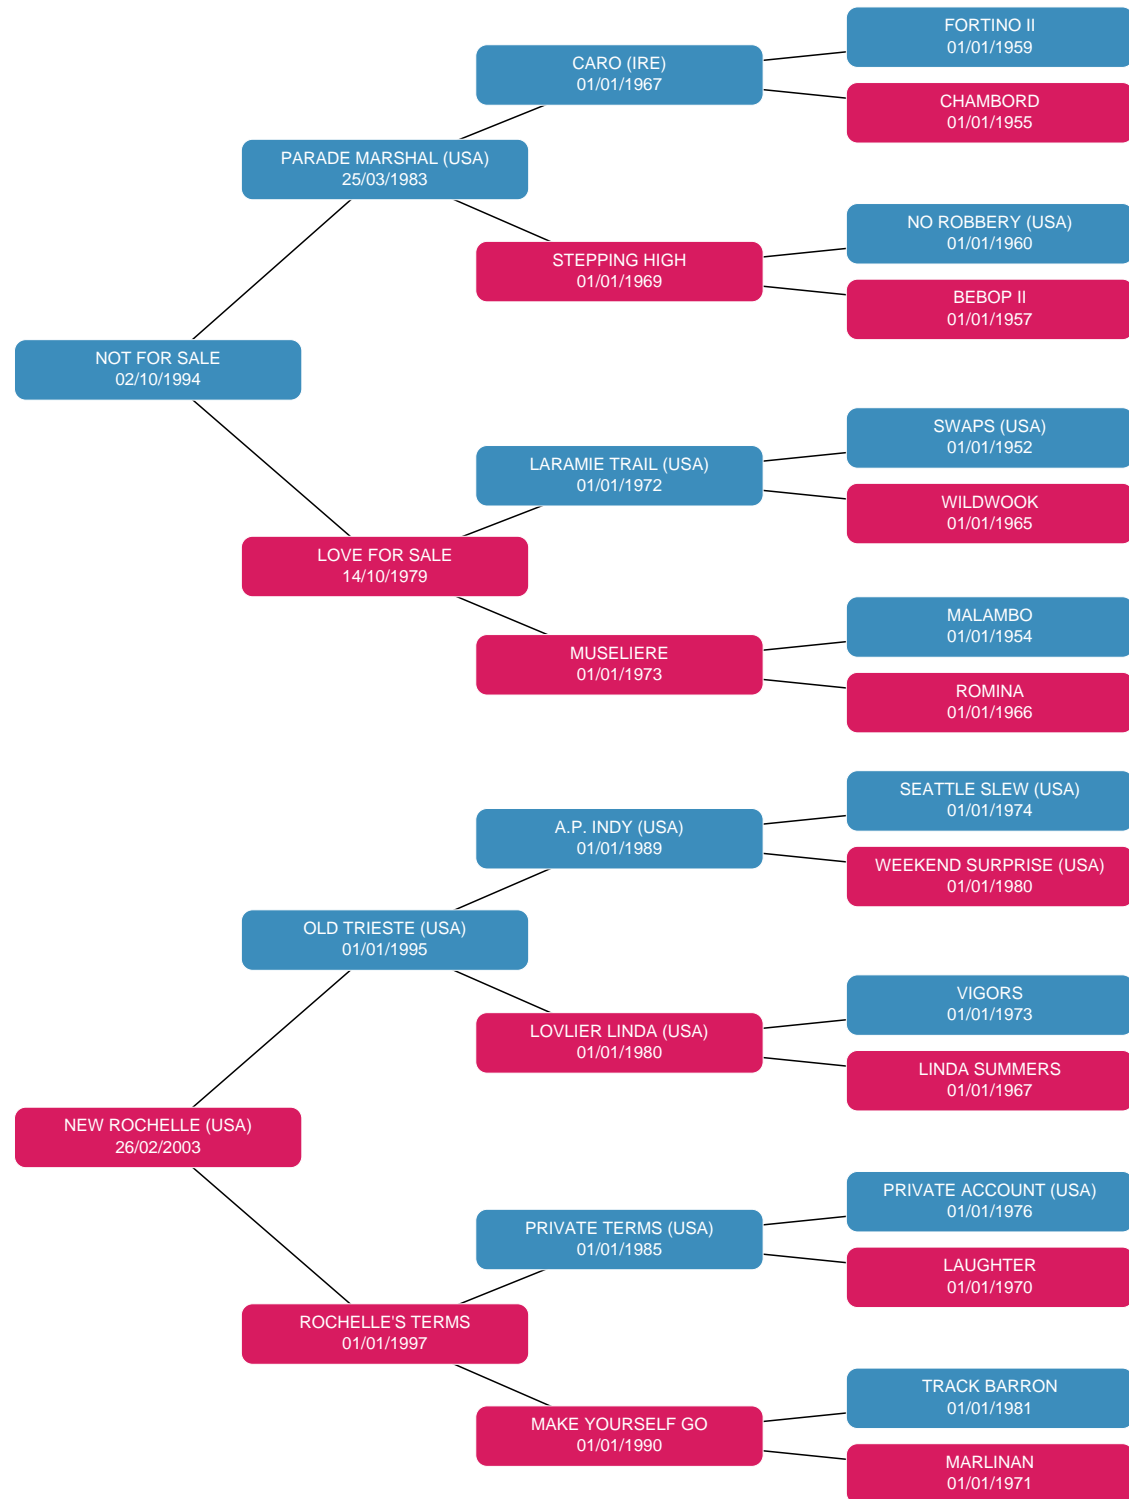 FORTINO II
01/01/1959
CARO (IRE)
01/01/1967
CHAMBORD
01/01/1955
PARADE MARSHAL (USA)
25/03/1983
NO ROBBERY (USA)
01/01/1960
STEPPING HIGH
01/01/1969
BEBOP II
01/01/1957
NOT FOR SALE
02/10/1994
SWAPS (USA)
01/01/1952
LARAMIE TRAIL (USA)
01/01/1972
WILDWOOK
01/01/1965
LOVE FOR SALE
14/10/1979
MALAMBO
01/01/1954
MUSELIERE
01/01/1973
ROMINA
01/01/1966
SEATTLE SLEW (USA)
01/01/1974
A.P. INDY (USA)
01/01/1989
WEEKEND SURPRISE (USA)
01/01/1980
OLD TRIESTE (USA)
01/01/1995
VIGORS
01/01/1973
LOVLIER LINDA (USA)
01/01/1980
LINDA SUMMERS
01/01/1967
NEW ROCHELLE (USA)
26/02/2003
PRIVATE ACCOUNT (USA)
01/01/1976
PRIVATE TERMS (USA)
01/01/1985
LAUGHTER
01/01/1970
ROCHELLE'S TERMS
01/01/1997
TRACK BARRON
01/01/1981
MAKE YOURSELF GO
01/01/1990
MARLINAN
01/01/1971